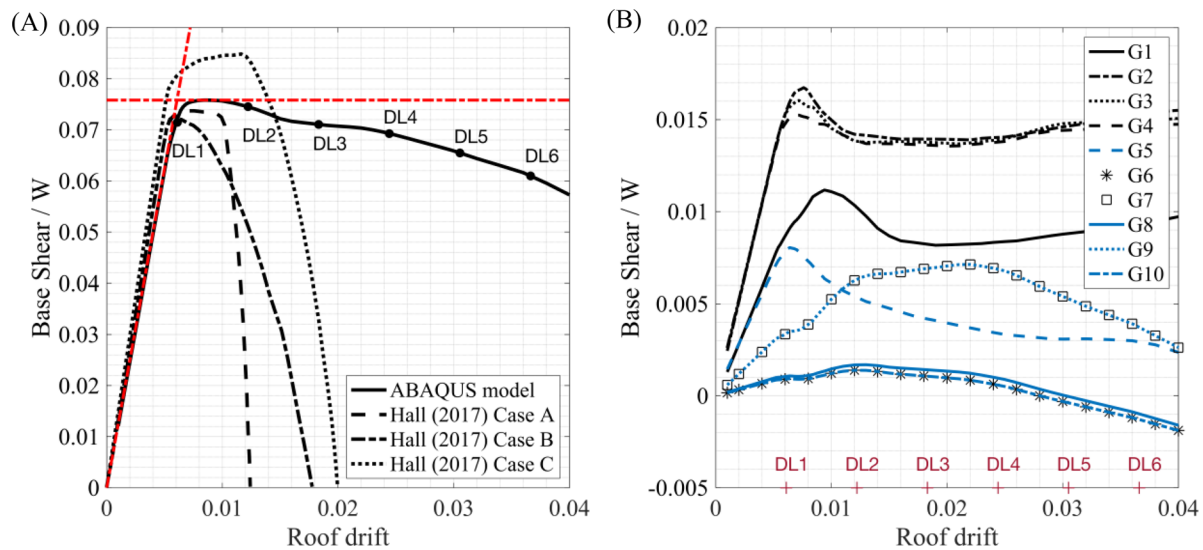 (A)
0.09
0.08
0.07
0.06
0.05
0.04
0.03
0.02
0.01
0
Base Shear / W
DL1
DL2
DL3
DL4
DL5
DL6
ABAQUS model
Hall (2017) Case A
Hall (2017) Case B
Hall (2017) Case C
0 0.01 0.02 0.03 0.04
Roof drift
(B)
0.02
0.015
0.01
0.005
0
-0.005
Base Shear / W
G1
G2
G3
G4
G5
G6
G7
G8
G9
G10
DL1 DL2 DL3 DL4 DL5 DL6
0 0.01 0.02 0.03 0.04
Roof drift